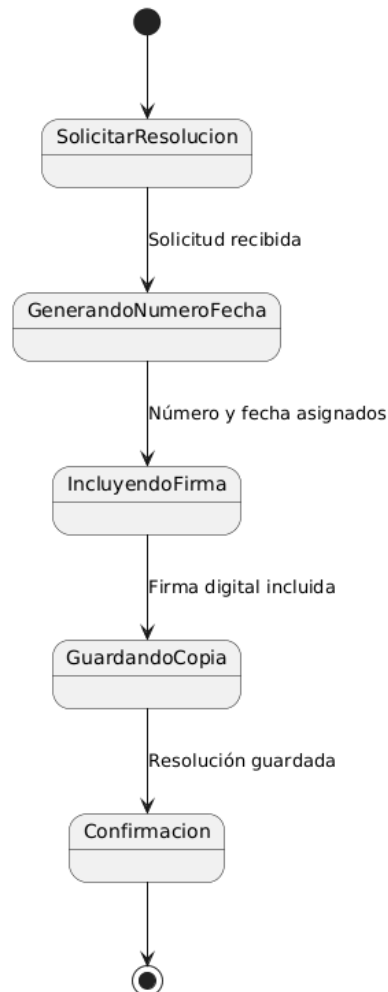 SolicitarResolucion
Solicitud recibida
GenerandoNumeroFecha
Número y fecha asignados
IncluyendoFirma
Firma digital incluida
GuardandoCopia
Resolución guardada
Confirmacion